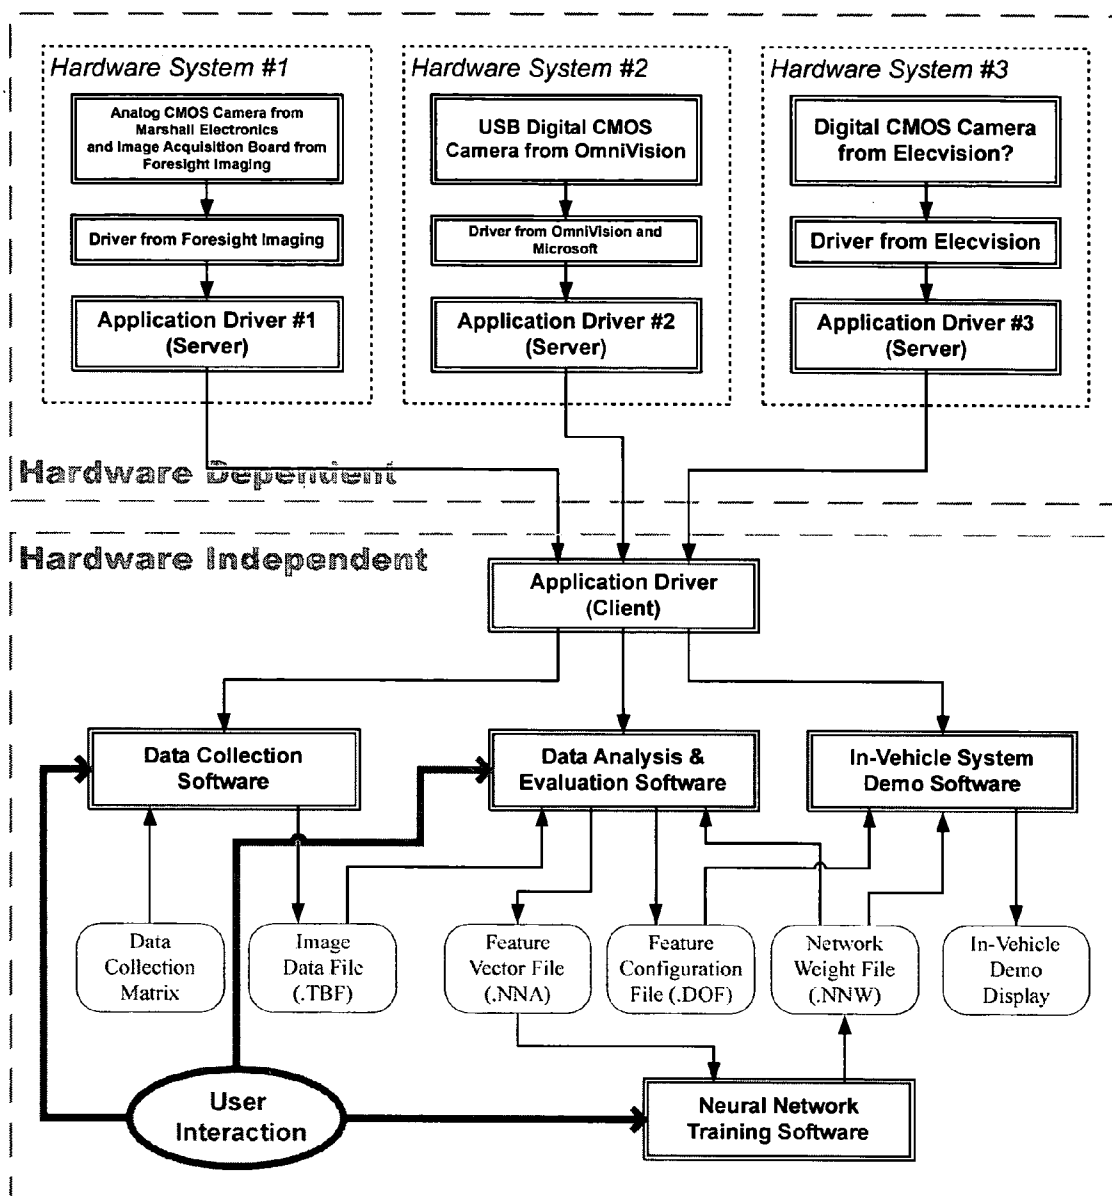 Hardware System #1
Analog CMOS Camera from
Marshall Electronics
and Image Acquisition Board from
Foresight Imaging
Driver from Foresight Imaging
Application Driver #1
(Server)
Hardware System #2
USB Digital CMOS
Camera from OmniVision
Driver from OmniVision and
Microsoft
Application Driver #2
(Server)
Hardware System #3
Digital CMOS Camera
from Elecvision?
Driver from Elecvision
Application Driver #3
(Server)
Hardware Dependent
Hardware Independent
Application Driver
(Client)
Data Collection
Software
Data Analysis &
Evaluation Software
In-Vehicle System
Demo Software
Data
Collection
Matrix
Image
Data File
(.TBF)
Feature
Vector File
(.NNA)
Feature
Configuration
File (.DOF)
Network
Weight File
(.NNW)
In-Vehicle
Demo
Display
User
Interaction
Neural Network
Training Software